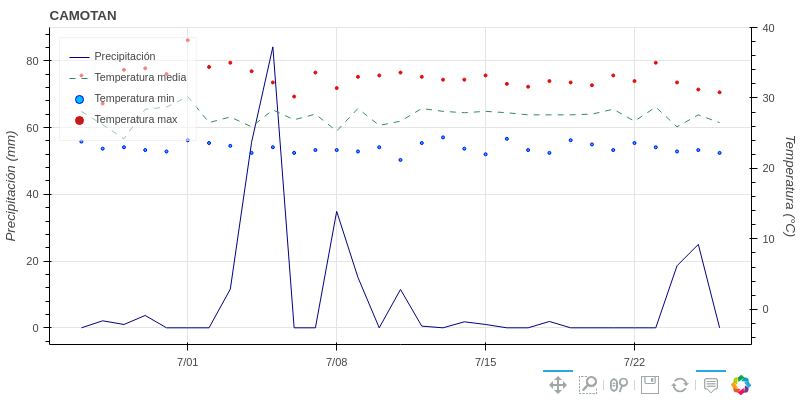 CAMOTAN
Precipitación
Temperatura media
Temperatura min
Temperatura max
Precipitación (mm)
80
60
40
20
0
Temperatura (°C)
40
30
20
10
0
7/01
7/08
7/15
7/22